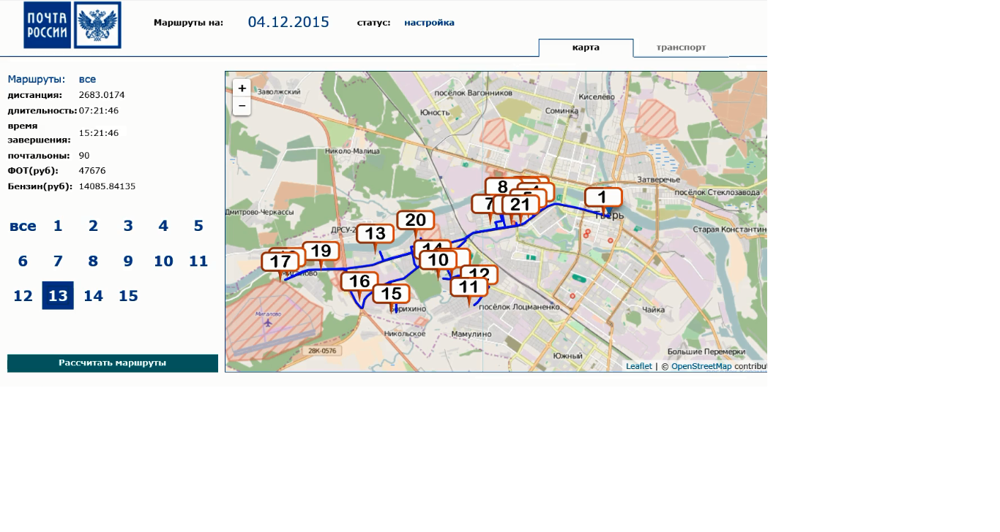 ПОЧТА
РОССИИ
Маршруты на: 04.12.2015 статус: настройка
карта транспорт
Маршруты: все
дистанция: 2683.0174
длительность: 07:21:46
время
завершения: 15:21:46
почтальоны: 90
ФОТ(руб): 47676
Бензин(руб): 14085.84135
все 1 2 3 4 5
6 7 8 9 10 11
12 13 14 15
Рассчитать маршруты
+
−
Заволжский
посёлок Вагонников
Киселёво
Юность
Соминка
Николо-Малица
Затверечье
8
посёлок Стеклозавода
1
7
21
Дмитрово-Черкассы
Тверь
20
ДРСУ-2
13
Старая Константин
19
14
17
10
Мигалово
16
12
11
15
Борихино
посёлок Лоцманенко
Чайка
Мигалово
Никольское
Мамулино
28К-0576
Южный
Большие Перемерки
Leaflet | © OpenStreetMap contribut